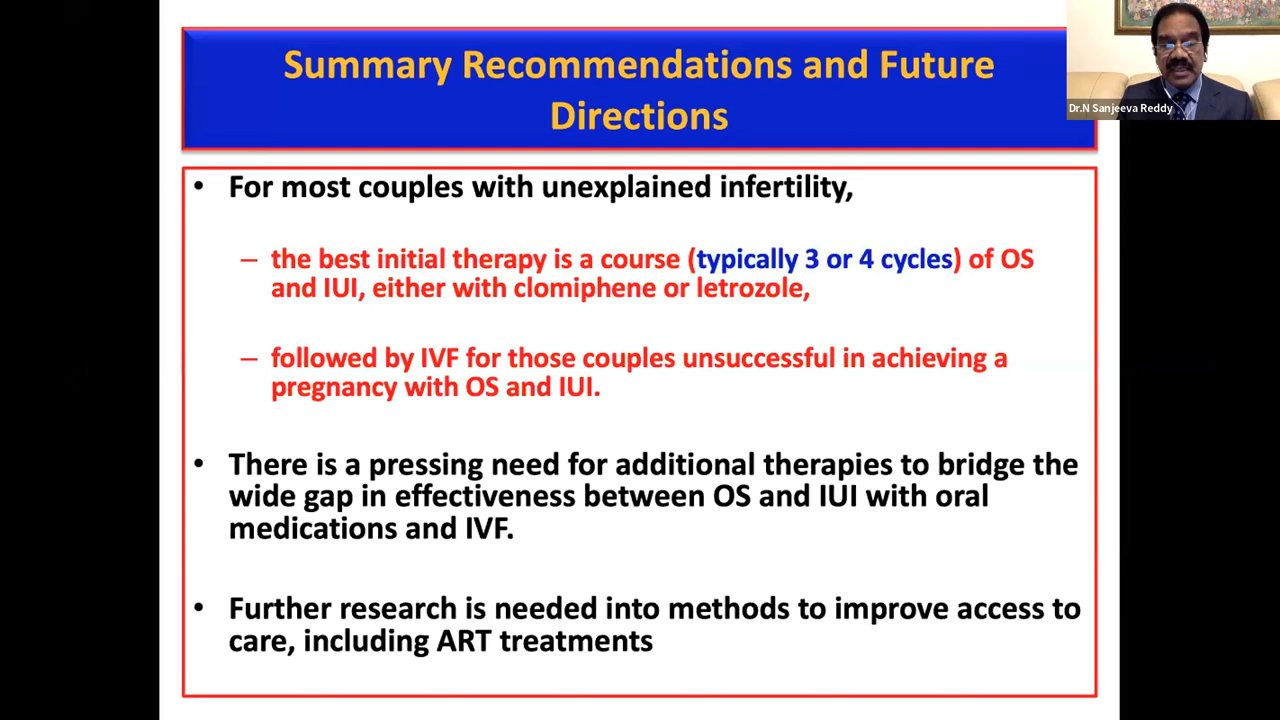 Summary Recommendations and Future
Directions
Dr.N Sanjeeva Reddy
• For most couples with unexplained infertility,
– the best initial therapy is a course (typically 3 or 4 cycles) of OS
and IUI, either with clomiphene or letrozole,
– followed by IVF for those couples unsuccessful in achieving a
pregnancy with OS and IUI.
• There is a pressing need for additional therapies to bridge the
wide gap in effectiveness between OS and IUI with oral
medications and IVF.
• Further research is needed into methods to improve access to
care, including ART treatments